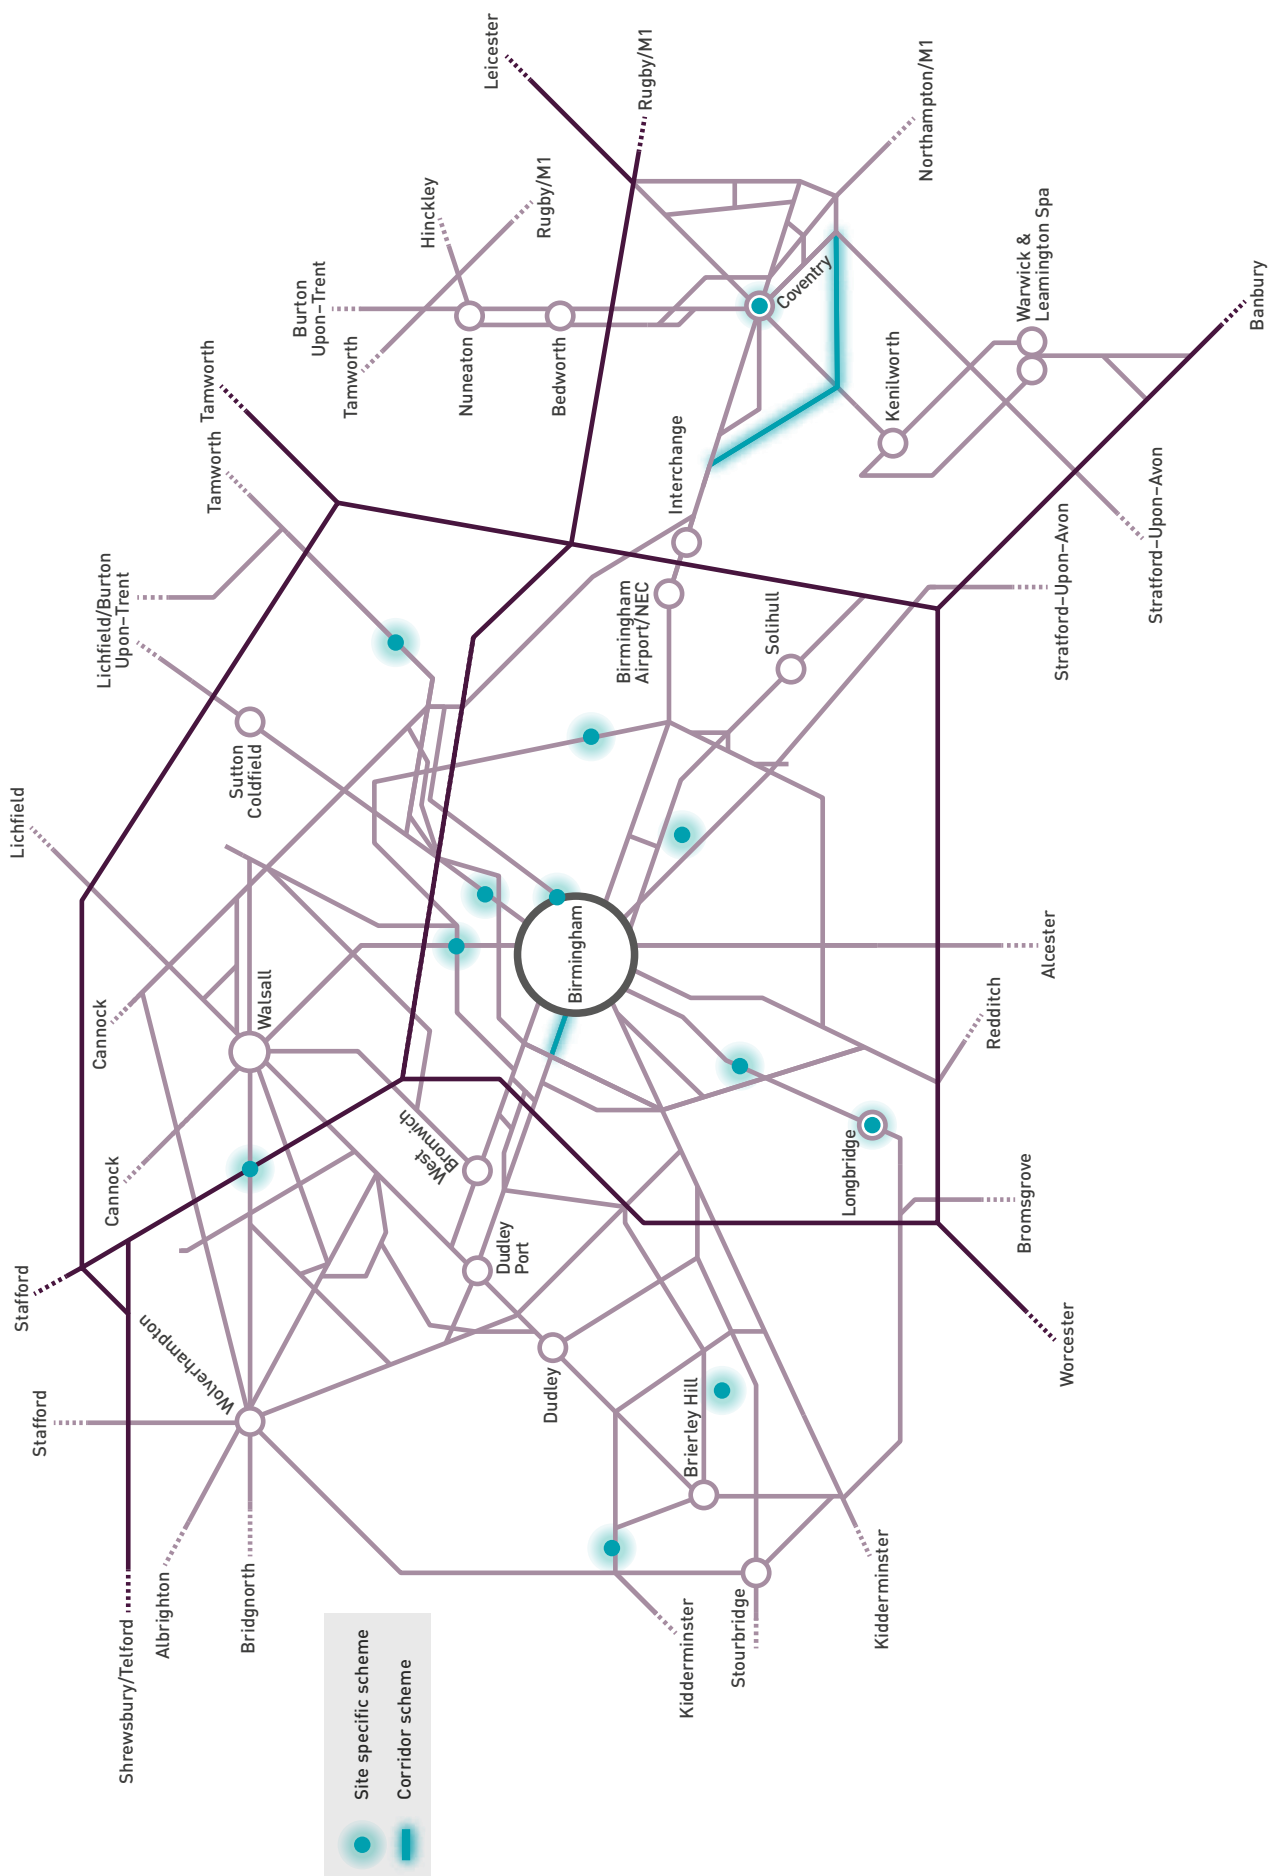 Leicester
Rugby/M1
Northampton/M1
Hinckley
Rugby/M1
Burton
Upon-Trent
Tamworth
Nuneaton
Bedworth
Coventry
Warwick &
Leamington Spa
Banbury
Kenilworth
Tamworth
Tamworth
Interchange
Stratford-Upon-Avon
Stratford-Upon-Avon
Lichfield/Burton
Upon-Trent
Birmingham
Airport/NEC
Solihull
Sutton
Coldfield
Lichfield
Birmingham
Alcester
Cannock
Walsall
Redditch
Cannock
West
Bromwich
Longbridge
Bromsgrove
Stafford
Dudley
Port
Wolverhampton
Worcester
Stafford
Dudley
Brierley Hill
Albrighton
Bridgnorth
Shrewsbury/Telford
Kidderminster
Stourbridge
Kidderminster
Site specific scheme
Corridor scheme